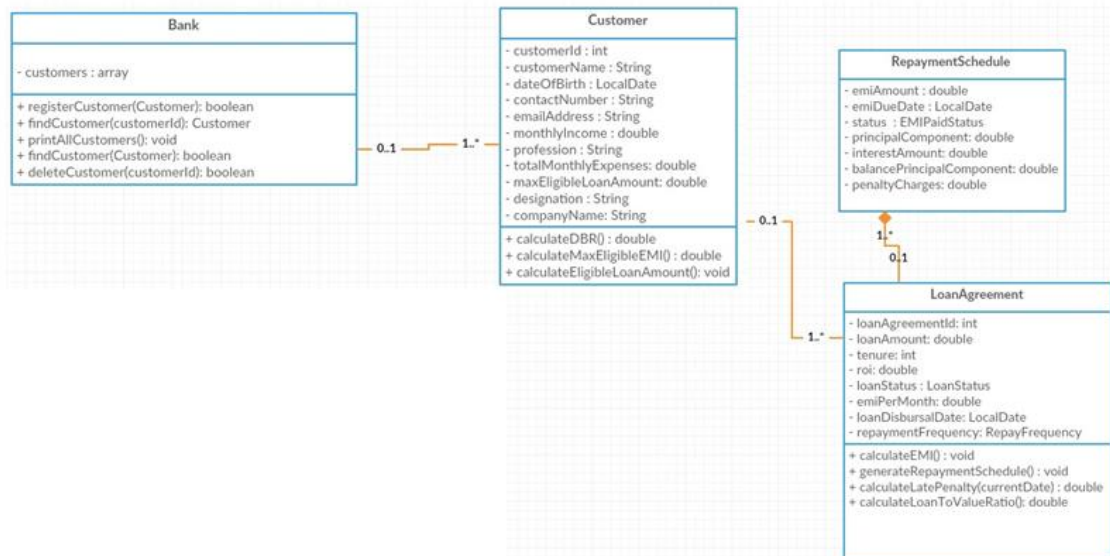 Bank
- customers : array
+ registerCustomer(Customer): boolean
+ findCustomer(customerId): Customer
+ printAllCustomers(): void
+ findCustomer(Customer): boolean
+ deleteCustomer(customerId): boolean
0..1
1..*
Customer
- customerId : int
- customerName : String
- dateOfBirth : LocalDate
- contactNumber : String
- emailAddress : String
- monthlyIncome : double
- profession : String
- totalMonthlyExpenses: double
- maxEligibleLoanAmount: double
- designation : String
- companyName: String
+ calculateDBR() : double
+ calculateMaxEligibleEMI() : double
+ calculateEligibleLoanAmount(): void
0..1
1..*
RepaymentSchedule
- emiAmount : double
- emiDueDate : LocalDate
- status : EMIPaidStatus
- principalComponent: double
- interestAmount: double
- balancePrincipalComponent: double
- penaltyCharges: double
1..*
0..1
LoanAgreement
- loanAgreementId: int
- loanAmount: double
- tenure: int
- roi: double
- loanStatus : LoanStatus
- emiPerMonth: double
- loanDisbursalDate: LocalDate
- repaymentFrequency: RepayFrequency
+ calculateEMI() : void
+ generateRepaymentSchedule() : void
+ calculateLatePenalty(currentDate) : double
+ calculateLoanToValueRatio(): double